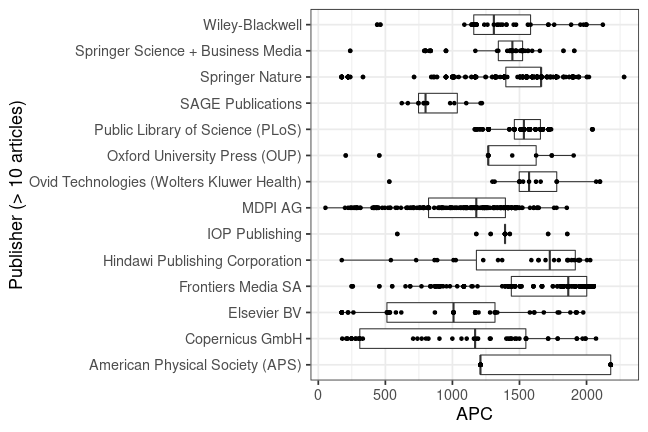 Publisher (> 10 articles)
Wiley-Blackwell
Springer Science + Business Media
Springer Nature
SAGE Publications
Public Library of Science (PLoS)
Oxford University Press (OUP)
Ovid Technologies (Wolters Kluwer Health)
MDPI AG
IOP Publishing
Hindawi Publishing Corporation
Frontiers Media SA
Elsevier BV
Copernicus GmbH
American Physical Society (APS)
0 500 1000 1500 2000
APC